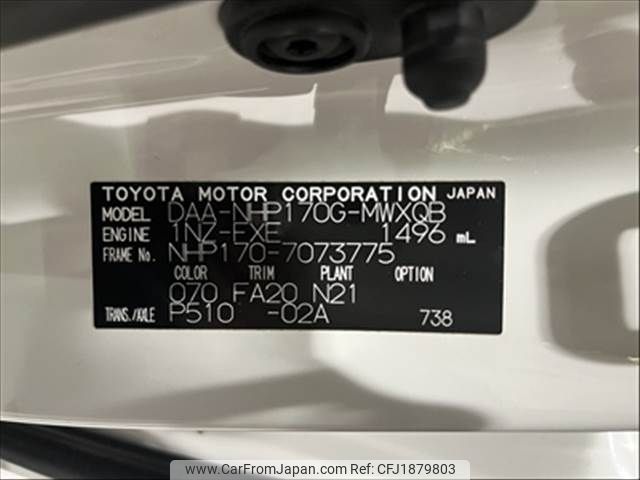 TOYOTA MOTOR CORPORATION JAPAN
MODEL DAA-NHP170G-MWXQB
ENGINE 1NZ-FXE 1496 mL
FRAME No. NHP170-7073775
COLOR TRIM PLANT OPTION
070 FA20 N21
TRANS./AXLE P510 -02A 738
www.CarFromJapan.com - CFJ1879803